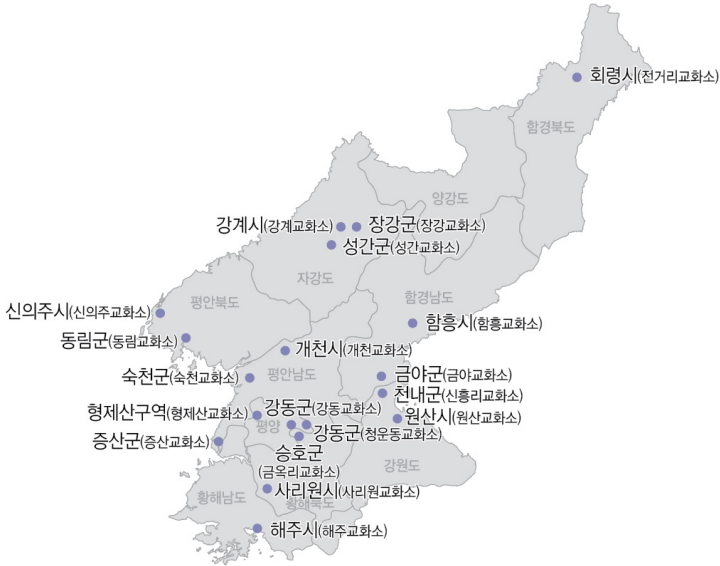 회령시(전거리교화소)
함경북도
양강도
강계시(강계교화소)
장강군(장강교화소)
성간군(성간교화소)
자강도
평안북도
함경남도
신의주시(신의주교화소)
함흥시(함흥교화소)
동림군(동림교화소)
개천시(개천교화소)
숙천군(숙천교화소)
평안남도
금야군(금야교화소)
천내군(신흥리교화소)
형제산구역(형제산교화소)
강동군(강동교화소)
원산시(원산교화소)
평양
강동군(청운동교화소)
증산군(증산교화소)
승호군
(금옥리교화소)
강원도
사리원시(사리원교화소)
황해남도
황해북도
해주시(해주교화소)